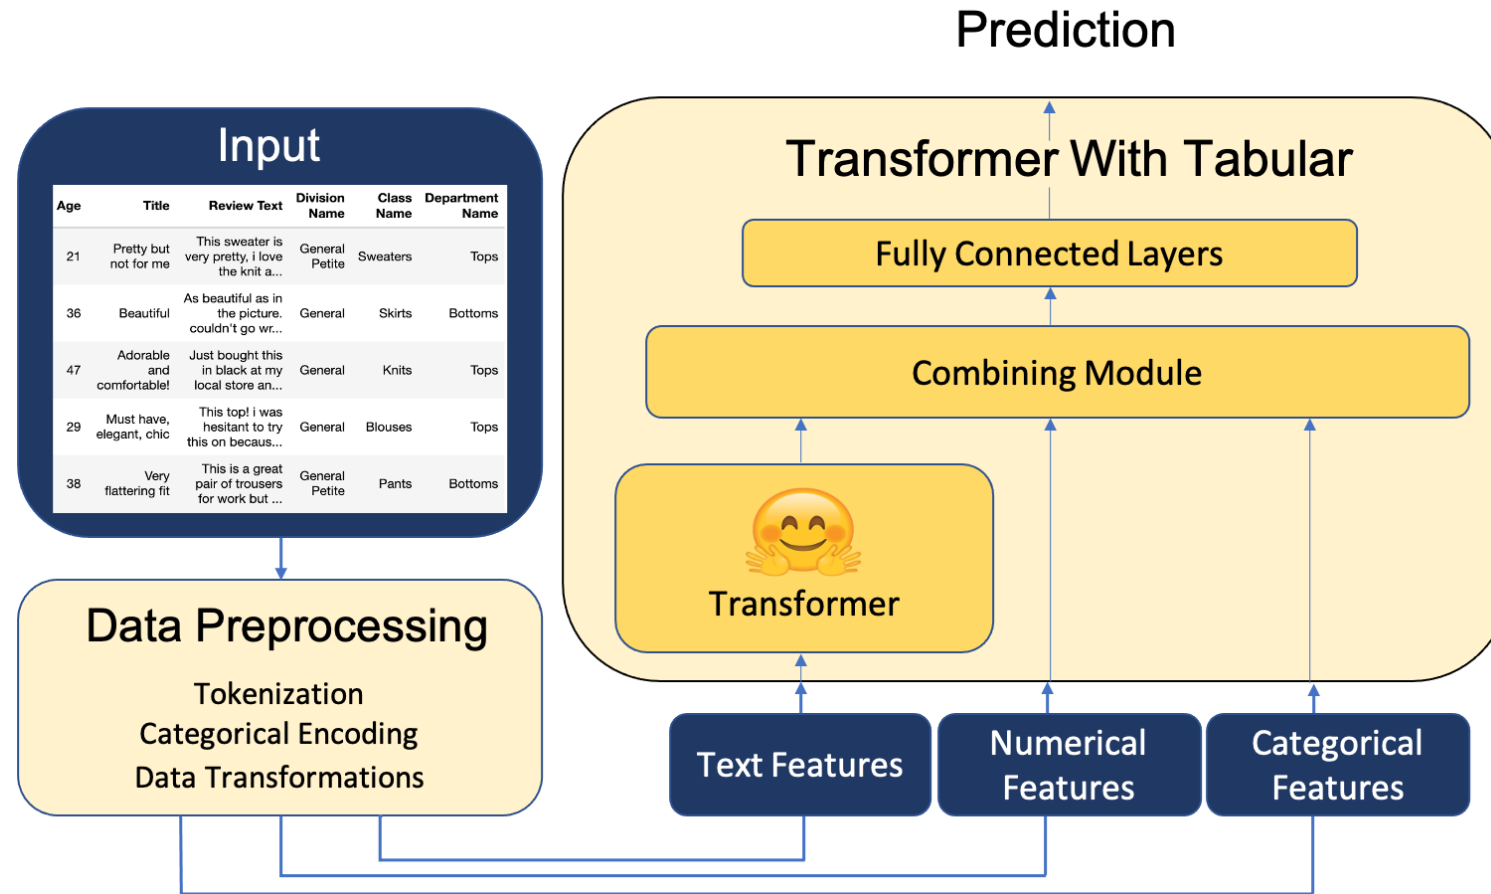 Prediction
Input
Age Title Review Text Division Name Class Name Department Name
21 Pretty but not for me This sweater is very pretty, i love the knit a... General Petite Sweaters Tops
36 Beautiful As beautiful as in the picture. couldn't go wr... General Skirts Bottoms
47 Adorable and comfortable! Just bought this in black at my local store an... General Knits Tops
29 Must have, elegant, chic This top! i was hesitant to try this on becaus... General Blouses Tops
38 Very flattering fit This is a great pair of trousers for work but ... General Petite Pants Bottoms
Data Preprocessing
Tokenization
Categorical Encoding
Data Transformations
Transformer With Tabular
Fully Connected Layers
Combining Module
Transformer
Text Features
Numerical
Features
Categorical
Features